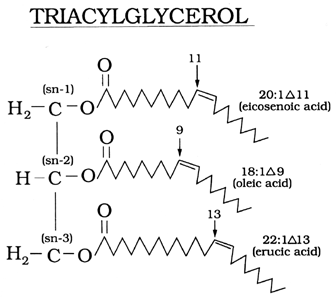 TRIACYLGLYCEROL
11
(sn-1)
O
H2-C-O
20:1Δ11
(eicosenoic acid)
9
(sn-2)
O
H-C-O
18:1Δ9
(oleic acid)
13
(sn-3)
O
H2-C-O
22:1Δ13
(erucic acid)